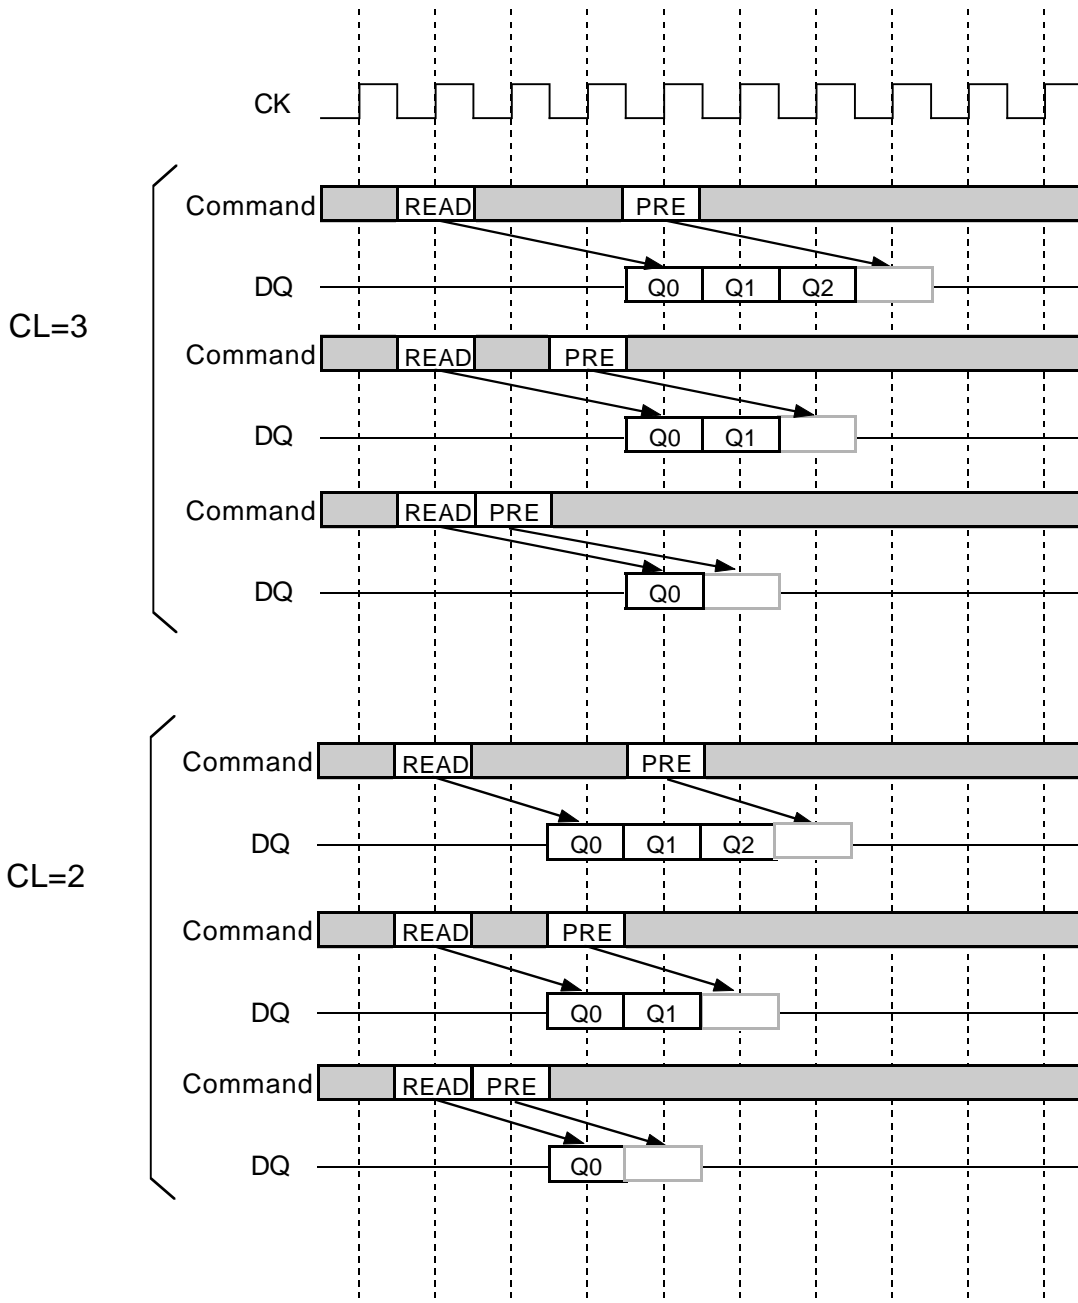 CK
Command READ PRE
DQ Q0 Q1 Q2
CL=3
Command READ PRE
DQ Q0 Q1
Command READ PRE
DQ Q0
Command READ PRE
DQ Q0 Q1 Q2
CL=2
Command READ PRE
DQ Q0 Q1
Command READ PRE
DQ Q0